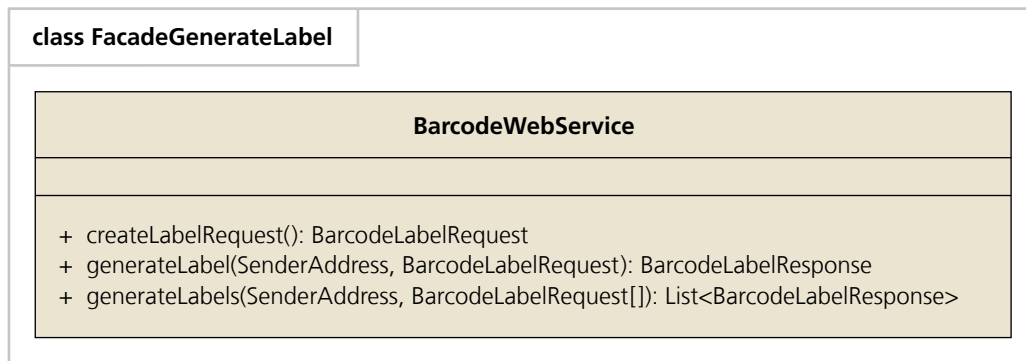 class FacadeGenerateLabel
BarcodeWebService
+ createLabelRequest(): BarcodeLabelRequest
+ generateLabel(SenderAddress, BarcodeLabelRequest): BarcodeLabelResponse
+ generateLabels(SenderAddress, BarcodeLabelRequest[]): List<BarcodeLabelResponse>